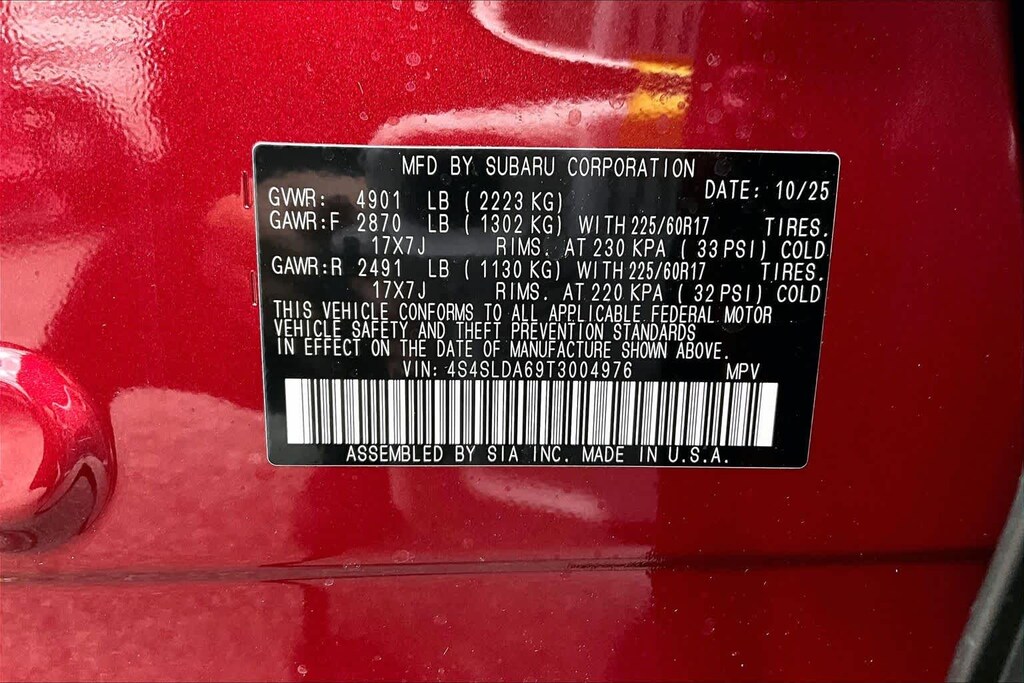 MFD BY SUBARU CORPORATION
DATE: 10/25
GVWR: 4901 LB ( 2223 KG)
GAWR:F 2870 LB ( 1302 KG) WITH 225/60R17 TIRES.
17X7J RIMS. AT 230 KPA ( 33 PSI) COLD
GAWR:R 2491 LB ( 1130 KG) WITH 225/60R17 TIRES.
17X7J RIMS. AT 220 KPA ( 32 PSI) COLD
THIS VEHICLE CONFORMS TO ALL APPLICABLE FEDERAL MOTOR
VEHICLE SAFETY AND THEFT PREVENTION STANDARDS
IN EFFECT ON THE DATE OF MANUFACTURE SHOWN ABOVE.
VIN: 4S4SLDA69T3004976 MPV
ASSEMBLED BY SIA INC. MADE IN U.S.A.